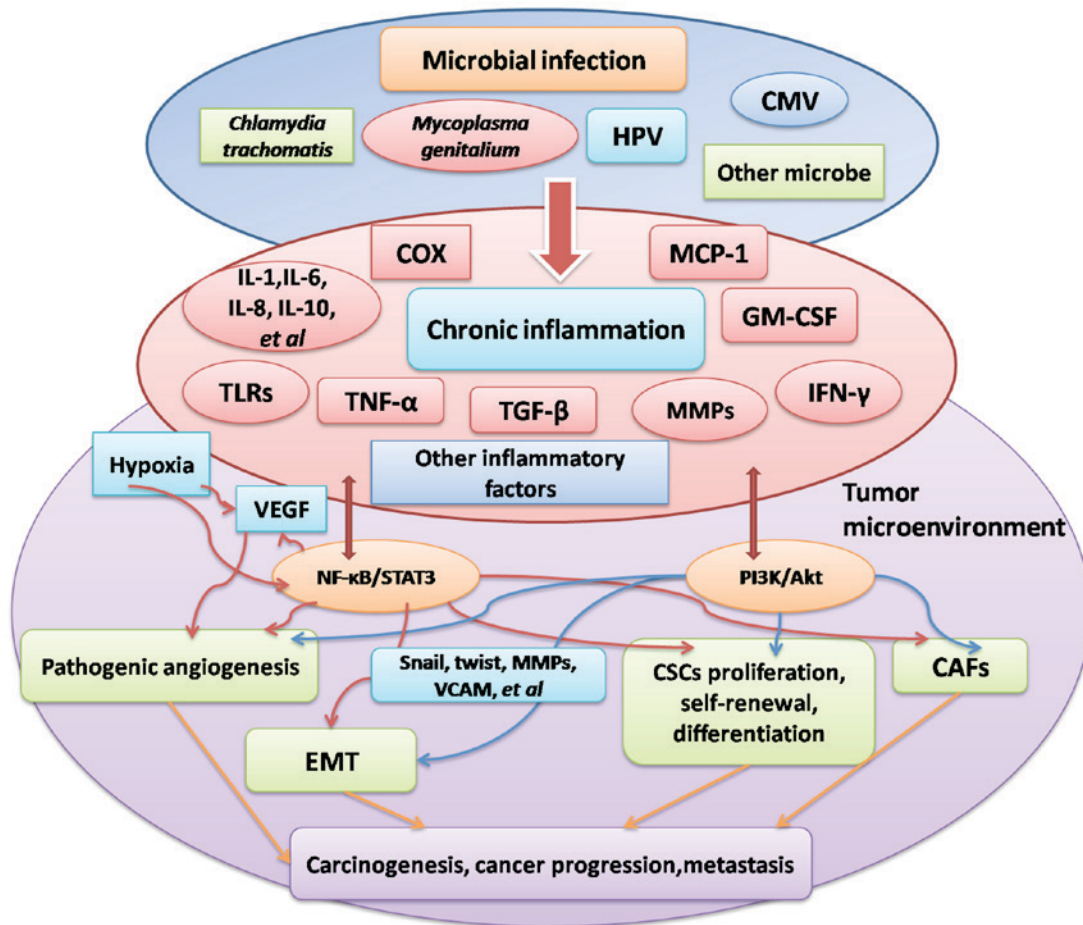 Microbial infection
CMV
Chlamydia
trachomatis
Mycoplasma
genitalium
HPV
Other microbe
COX
MCP-1
IL-1,IL-6,
IL-8, IL-10,
et al
Chronic inflammation
GM-CSF
TLRs
TNF-α
TGF-β
MMPs
IFN-γ
Other inflammatory
factors
Hypoxia
VEGF
Tumor
microenvironment
NF-κB/STAT3
PI3K/Akt
Pathogenic angiogenesis
Snail, twist, MMPs,
VCAM, et al
CSCs proliferation,
self-renewal,
differentiation
CAFs
EMT
Carcinogenesis, cancer progression,metastasis